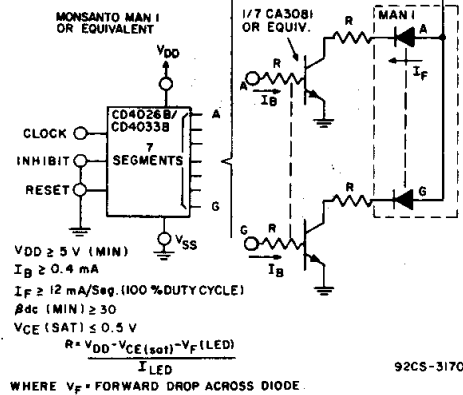 MONSANTO MAN 1
OR EQUIVALENT
VDD
CD4026B/
CD4033B
7
SEGMENTS
CLOCK
INHIBIT
RESET
A
G
VSS
1/7 CA3081
OR EQUIV.
R
MAN 1
A
IF
R
A
IB
R
G
G
R
IB
VDD ≥ 5 V (MIN)
IB ≥ 0.4 mA
IF ≥ 12 mA/Seg. (100 % DUTY CYCLE)
βdc (MIN) ≥ 30
VCE (SAT) ≤ 0.5 V
R = VDD - VCE(sat) - VF (LED)
ILED
92CS-3170
WHERE VF = FORWARD DROP ACROSS DIODE.